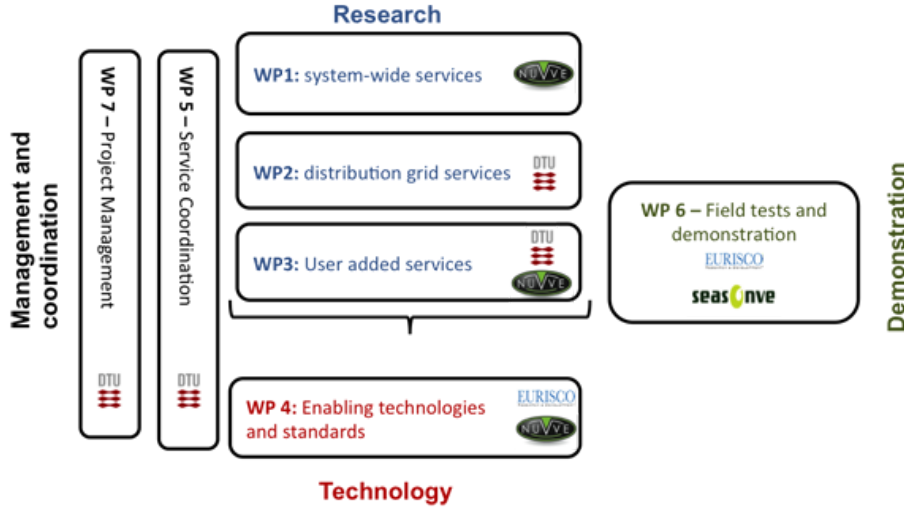 Research
Management and
coordination
WP 7 – Project Management
DTU
WP 5 – Service Coordination
DTU
WP1: system-wide services
NUVVE
WP2: distribution grid services
DTU
WP3: User added services
DTU
NUVVE
WP 4: Enabling technologies
and standards
EURISCO
NUVVE
Technology
WP 6 – Field tests and
demonstration
EURISCO
seasOnve
Demonstration